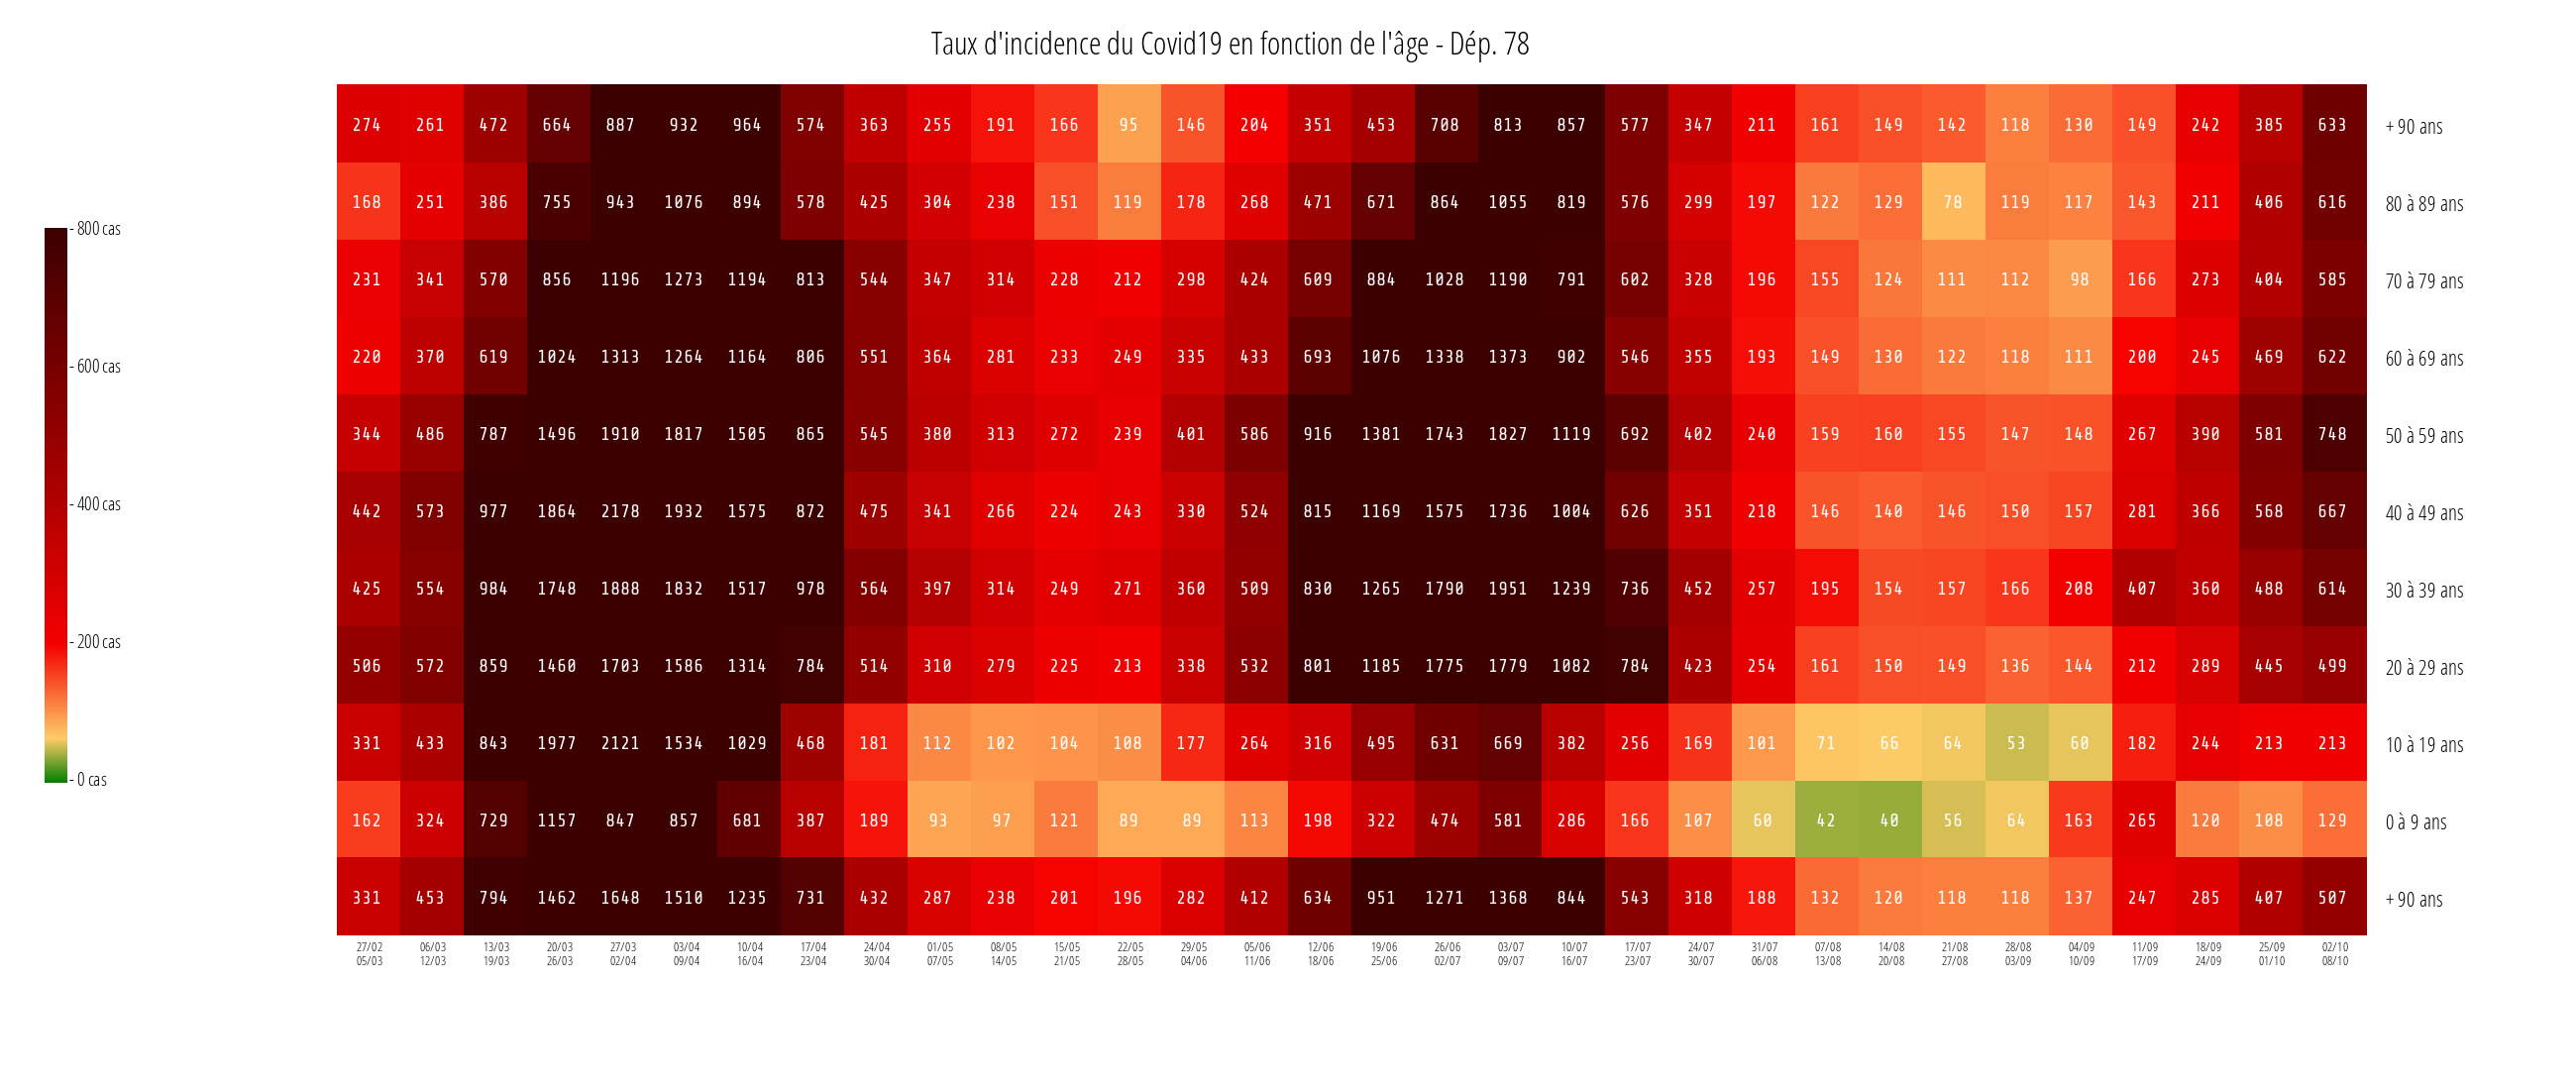 Taux d'incidence du Covid19 en fonction de l'âge - Dép. 78
- 800 cas
- 600 cas
- 400 cas
- 200 cas
- 0 cas
274 261 472 664 887 932 964 574 363 255 191 166 95 146 204 351 453 708 813 857 577 347 211 161 149 142 118 130 149 242 385 633 + 90 ans
168 251 386 755 943 1076 894 578 425 304 238 151 119 178 268 471 671 864 1055 819 576 299 197 122 129 78 119 117 143 211 406 616 80 à 89 ans
231 341 570 856 1196 1273 1194 813 544 347 314 228 212 298 424 609 884 1028 1190 791 602 328 196 155 124 111 112 98 166 273 404 585 70 à 79 ans
220 370 619 1024 1313 1264 1164 806 551 364 281 233 249 335 433 693 1076 1338 1373 902 546 355 193 149 130 122 118 111 200 245 469 622 60 à 69 ans
344 486 787 1496 1910 1817 1505 865 545 380 313 272 239 401 586 916 1381 1743 1827 1119 692 402 240 159 160 155 147 148 267 390 581 748 50 à 59 ans
442 573 977 1864 2178 1932 1575 872 475 341 266 224 243 330 524 815 1169 1575 1736 1004 626 351 218 146 140 146 150 157 281 366 568 667 40 à 49 ans
425 554 984 1748 1888 1832 1517 978 564 397 314 249 271 360 509 830 1265 1790 1951 1239 736 452 257 195 154 157 166 208 407 360 488 614 30 à 39 ans
506 572 859 1460 1703 1586 1314 784 514 310 279 225 213 338 532 801 1185 1775 1779 1082 784 423 254 161 150 149 136 144 212 289 445 499 20 à 29 ans
331 433 843 1977 2121 1534 1029 468 181 112 102 104 108 177 264 316 495 631 669 382 256 169 101 71 66 64 53 60 182 244 213 213 10 à 19 ans
162 324 729 1157 847 857 681 387 189 93 97 121 89 89 113 198 322 474 581 286 166 107 60 42 40 56 64 163 265 120 108 129 0 à 9 ans
331 453 794 1462 1648 1510 1235 731 432 287 238 201 196 282 412 634 951 1271 1368 844 543 318 188 132 120 118 118 137 247 285 407 507 + 90 ans
27/02 06/03 13/03 20/03 27/03 03/04 10/04 17/04 24/04 01/05 08/05 15/05 22/05 29/05 05/06 12/06 19/06 26/06 03/07 10/07 17/07 24/07 31/07 07/08 14/08 21/08 28/08 04/09 11/09 18/09 25/09 02/10
05/03 12/03 19/03 26/03 02/04 09/04 16/04 23/04 30/04 07/05 14/05 21/05 28/05 04/06 11/06 18/06 25/06 02/07 09/07 16/07 23/07 30/07 06/08 13/08 20/08 27/08 03/09 10/09 17/09 24/09 01/10 08/10